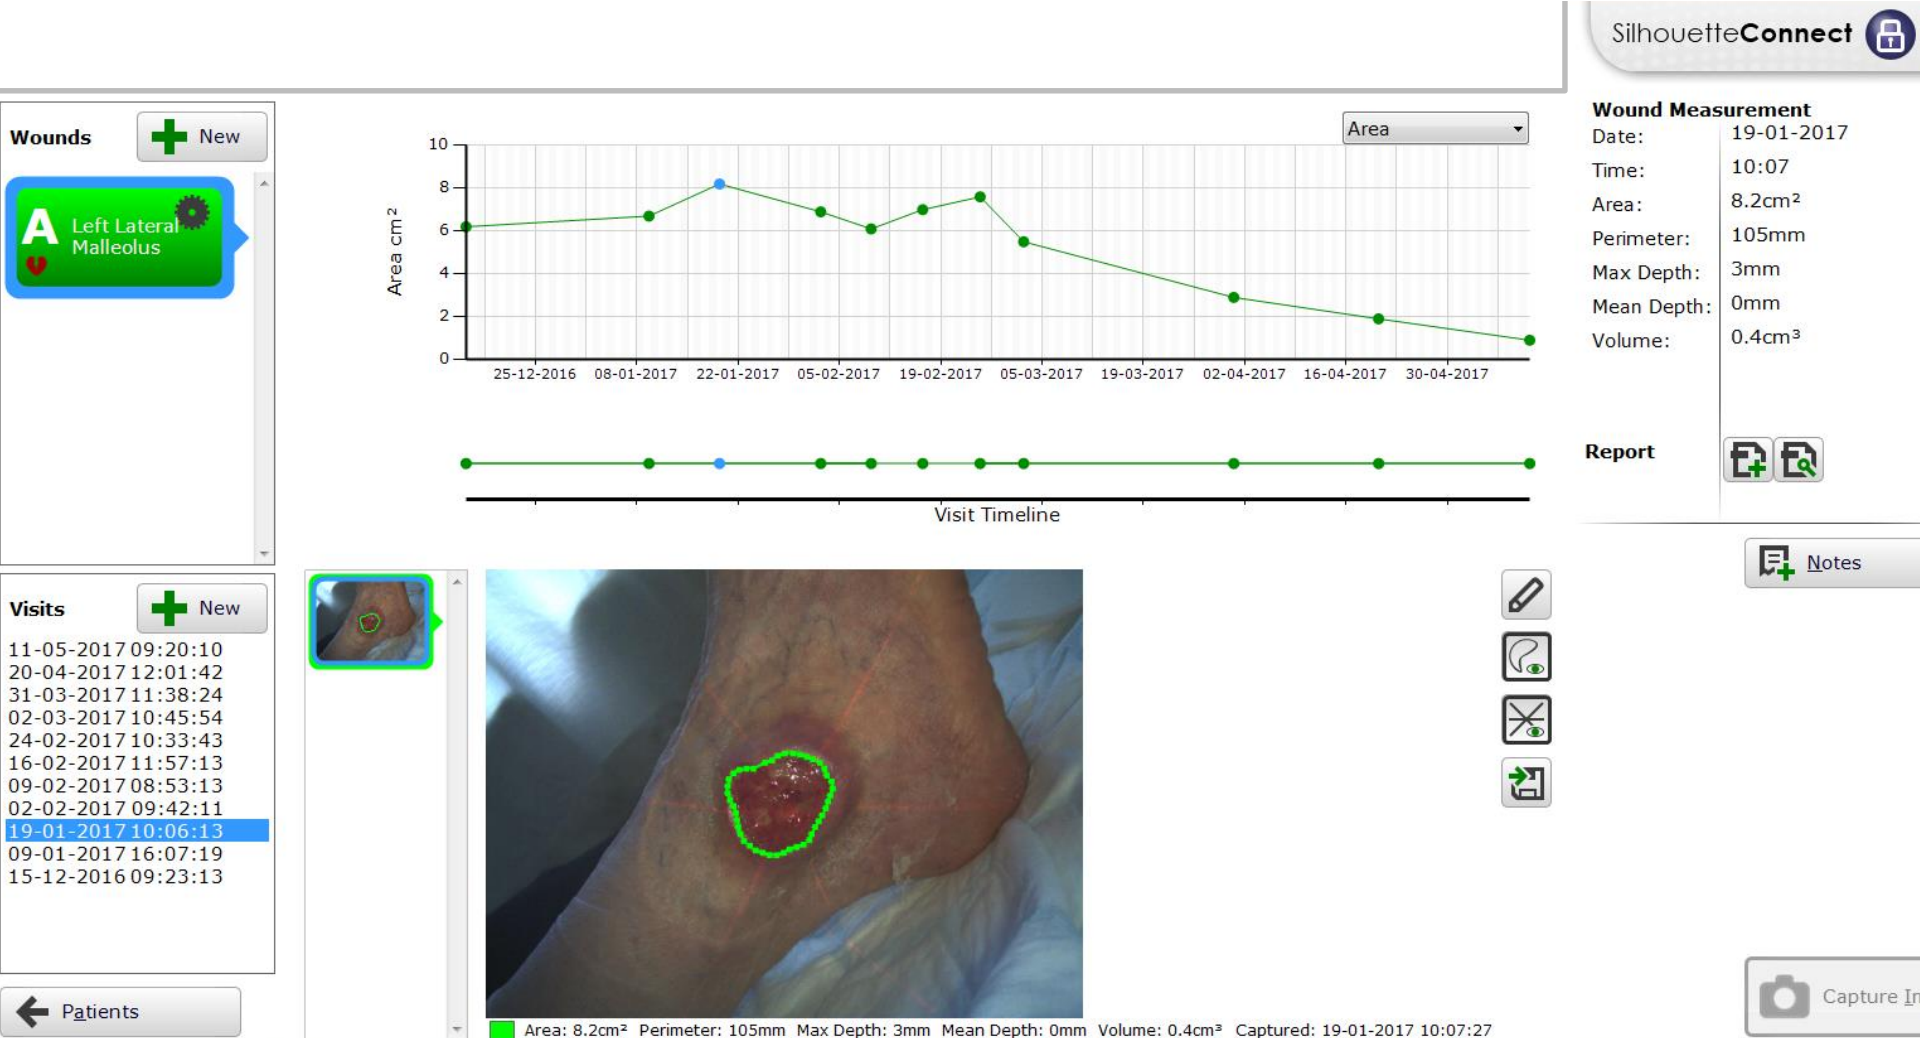 SilhouetteConnect
Wounds
New
A
Left Lateral
Malleolus
Area
10
8
6
4
2
0
Area cm²
25-12-2016 08-01-2017 22-01-2017 05-02-2017 19-02-2017 05-03-2017 19-03-2017 02-04-2017 16-04-2017 30-04-2017
Visit Timeline
Wound Measurement
Date: 19-01-2017
Time: 10:07
Area: 8.2cm²
Perimeter: 105mm
Max Depth: 3mm
Mean Depth: 0mm
Volume: 0.4cm³
Report
Notes
Visits
New
11-05-2017 09:20:10
20-04-2017 12:01:42
31-03-2017 11:38:24
02-03-2017 10:45:54
24-02-2017 10:33:43
16-02-2017 11:57:13
09-02-2017 08:53:13
02-02-2017 09:42:11
19-01-2017 10:06:13
09-01-2017 16:07:19
15-12-2016 09:23:13
Patients
Capture
Area: 8.2cm² Perimeter: 105mm Max Depth: 3mm Mean Depth: 0mm Volume: 0.4cm³ Captured: 19-01-2017 10:07:27